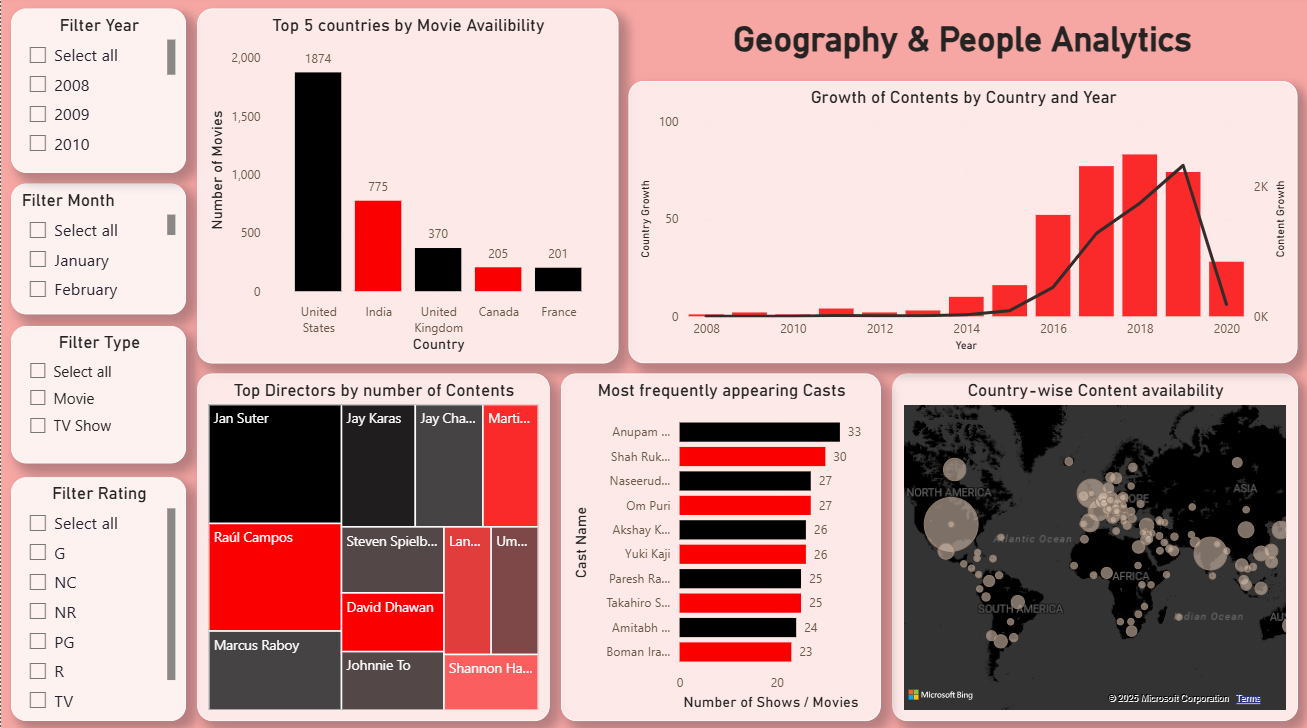 Filter Year
Select all
2008
2009
2010
Filter Month
Select all
January
February
Filter Type
Select all
Movie
TV Show
Filter Rating
Select all
G
NC
NR
PG
R
TV
Top 5 countries by Movie Availibility
Number of Movies
2,000
1,500
1,000
500
0
1874
775
370
205
201
United States
India
United Kingdom
Canada
France
Country
Geography & People Analytics
Growth of Contents by Country and Year
Country Growth
100
50
0
2K
0K
Content Growth
2008
2010
2012
2014
2016
2018
2020
Year
Top Directors by number of Contents
Jan Suter
Raúl Campos
Marcus Raboy
Jay Karas
Jay Cha...
Marti...
Steven Spielb...
David Dhawan
Johnnie To
Lan...
Um...
Shannon Ha...
Most frequently appearing Casts
Cast Name
Anupam ... 33
Shah Ruk... 30
Naseerud... 27
Om Puri 27
Akshay K... 26
Yuki Kaji 26
Paresh Ra... 25
Takahiro S... 25
Amitabh ... 24
Boman Ira... 23
0
20
Number of Shows / Movies
Country-wise Content availability
NORTH AMERICA
ASIA
Atlantic Ocean
AFRICA
SOUTH AMERICA
Indian Ocean
AU
Microsoft Bing
© 2025 Microsoft Corporation Terms